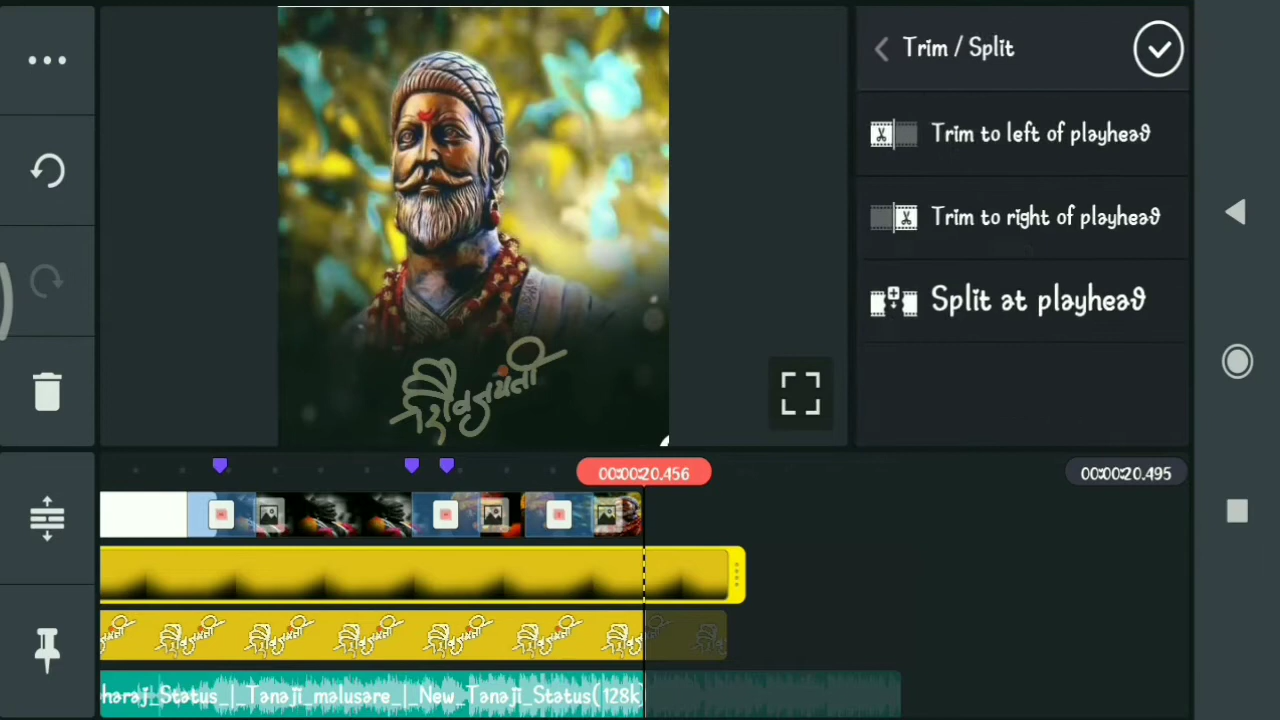 Trim / Split
Trim to left of playhead
Trim to right of playhead
Split at playhead
शिवजयंती
00:00:20.456
00:00:20.495
haraj_Status_|_Tanaji_malusare_|_New_Tanaji_Status(128k